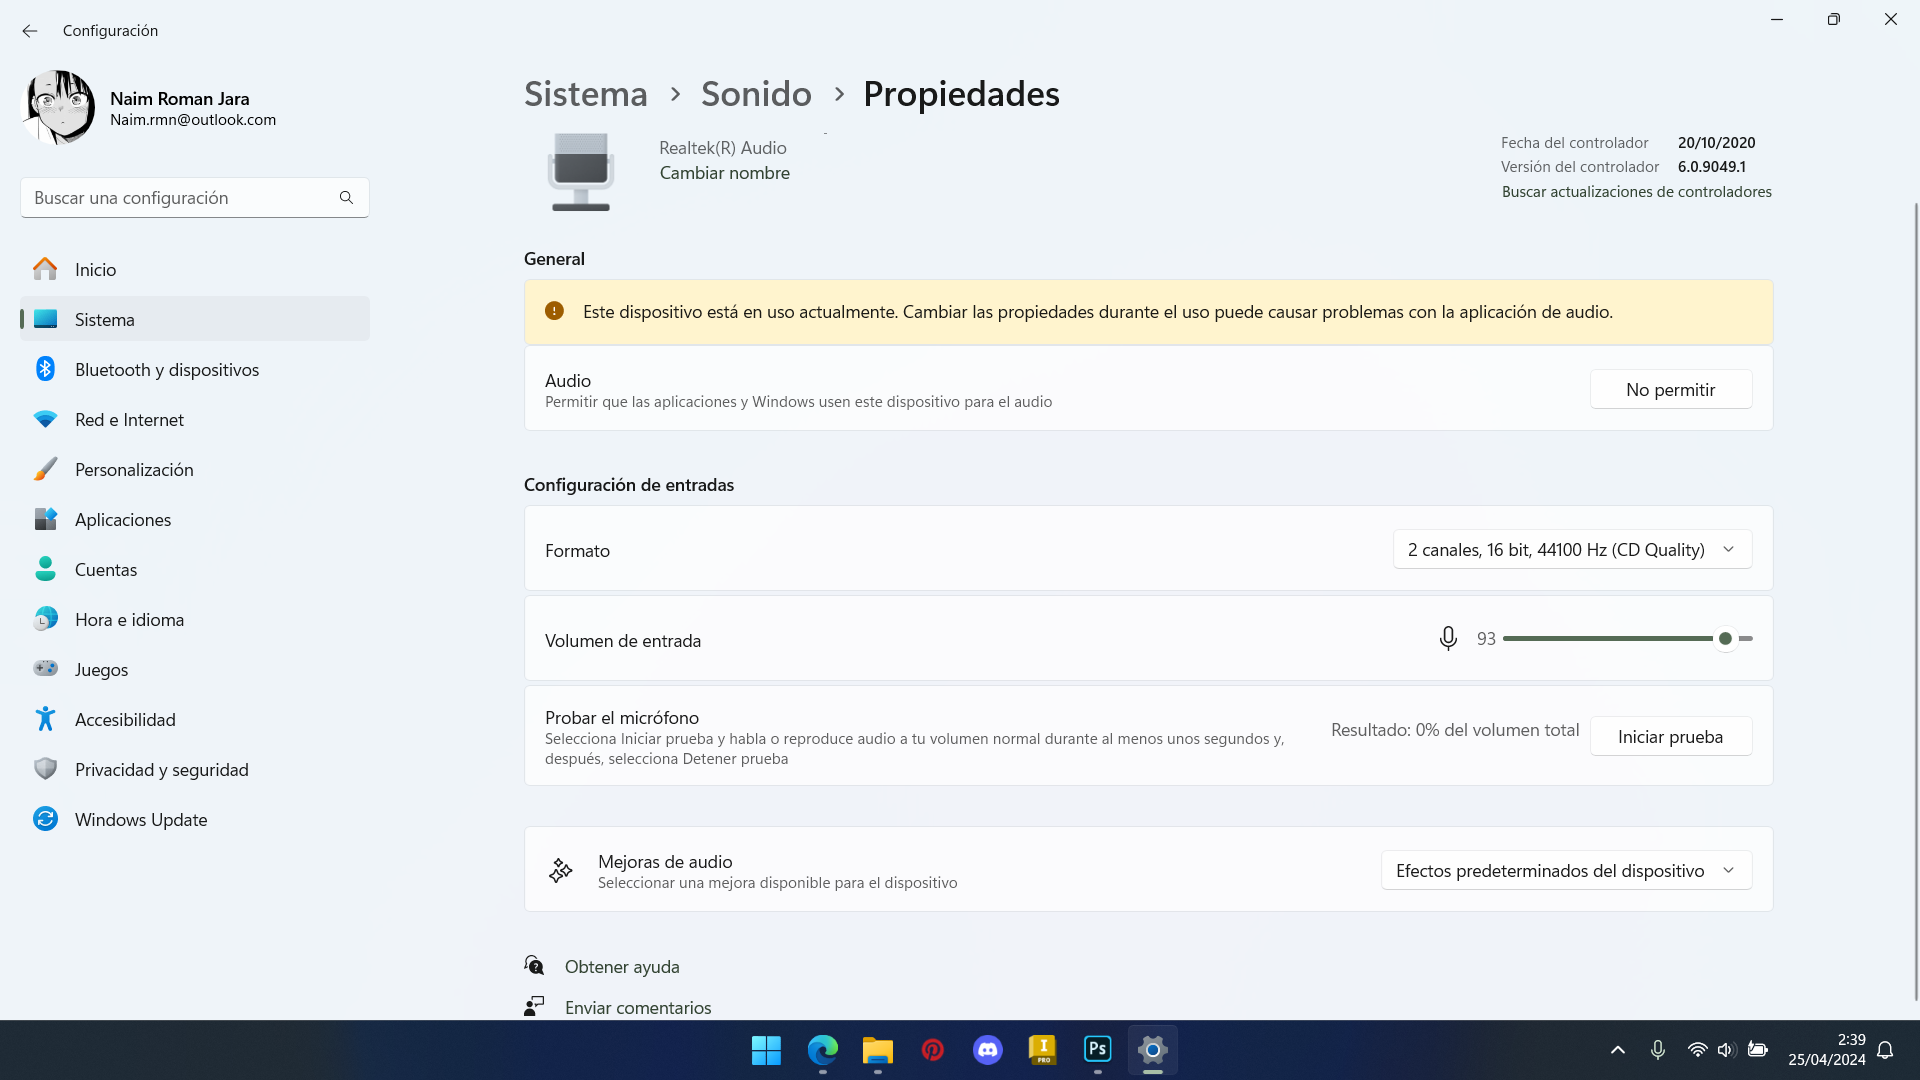 Configuración
Naim Roman Jara
Naim.rmn@outlook.com
Buscar una configuración
Inicio
Sistema
Bluetooth y dispositivos
Red e Internet
Personalización
Aplicaciones
Cuentas
Hora e idioma
Juegos
Accesibilidad
Privacidad y seguridad
Windows Update
Sistema > Sonido > Propiedades
Realtek(R) Audio
Cambiar nombre
Fecha del controlador 20/10/2020
Versión del controlador 6.0.9049.1
Buscar actualizaciones de controladores
General
Este dispositivo está en uso actualmente. Cambiar las propiedades durante el uso puede causar problemas con la aplicación de audio.
Audio
Permitir que las aplicaciones y Windows usen este dispositivo para el audio
No permitir
Configuración de entradas
Formato
2 canales, 16 bit, 44100 Hz (CD Quality)
Volumen de entrada
93
Probar el micrófono
Selecciona Iniciar prueba y habla o reproduce audio a tu volumen normal durante al menos unos segundos y,
después, selecciona Detener prueba
Resultado: 0% del volumen total
Iniciar prueba
Mejoras de audio
Seleccionar una mejora disponible para el dispositivo
Efectos predeterminados del dispositivo
Obtener ayuda
Enviar comentarios
I
PRO
Ps
2:39
25/04/2024